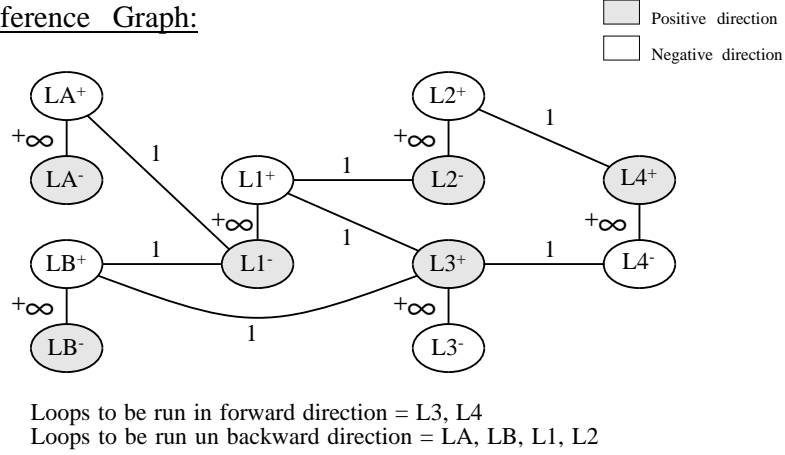 ference Graph:
Positive direction
Negative direction
LA+
L2+
+∞
1
+∞
1
LA-
L1+
1
L2-
L4+
+∞
1
+∞
LB+
1
L1-
L3+
1
L4-
+∞
1
+∞
LB-
L3-
Loops to be run in forward direction = L3, L4
Loops to be run un backward direction = LA, LB, L1, L2